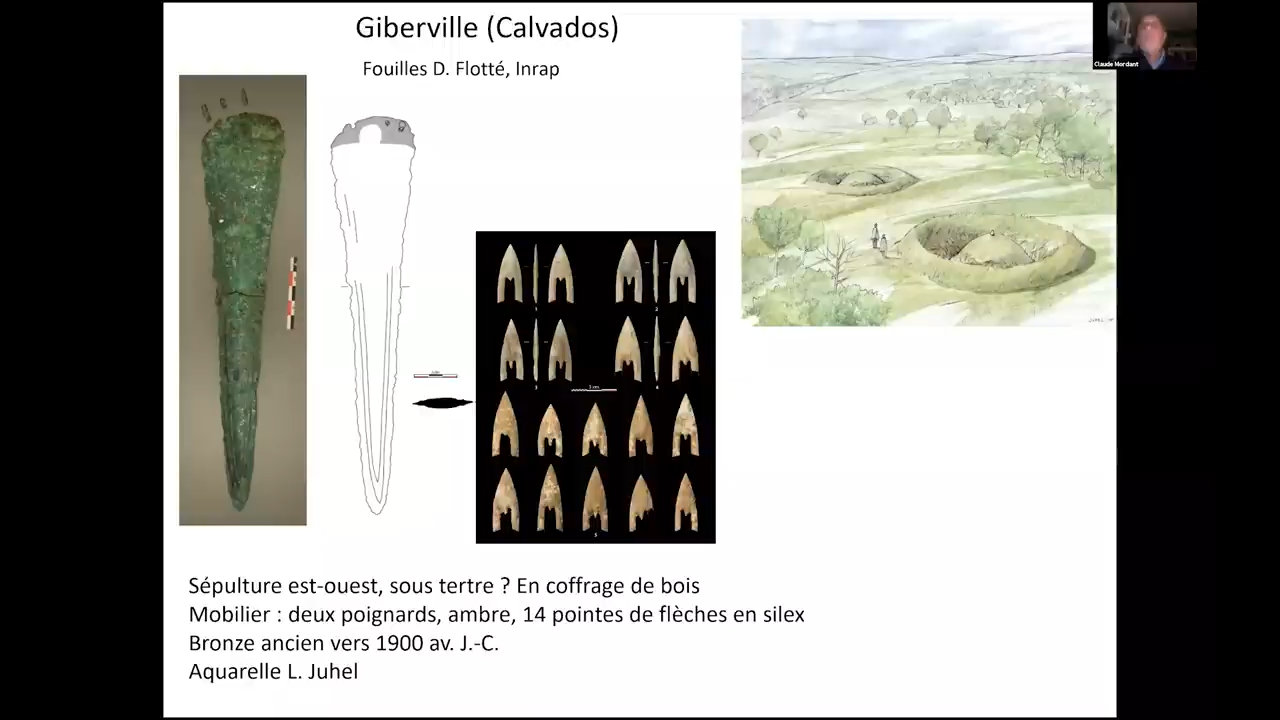 Giberville (Calvados)
Fouilles D. Flotté, Inrap
Claude Mordant
Sépulture est-ouest, sous tertre ? En coffrage de bois
Mobilier : deux poignards, ambre, 14 pointes de flèches en silex
Bronze ancien vers 1900 av. J.-C.
Aquarelle L. Juhel